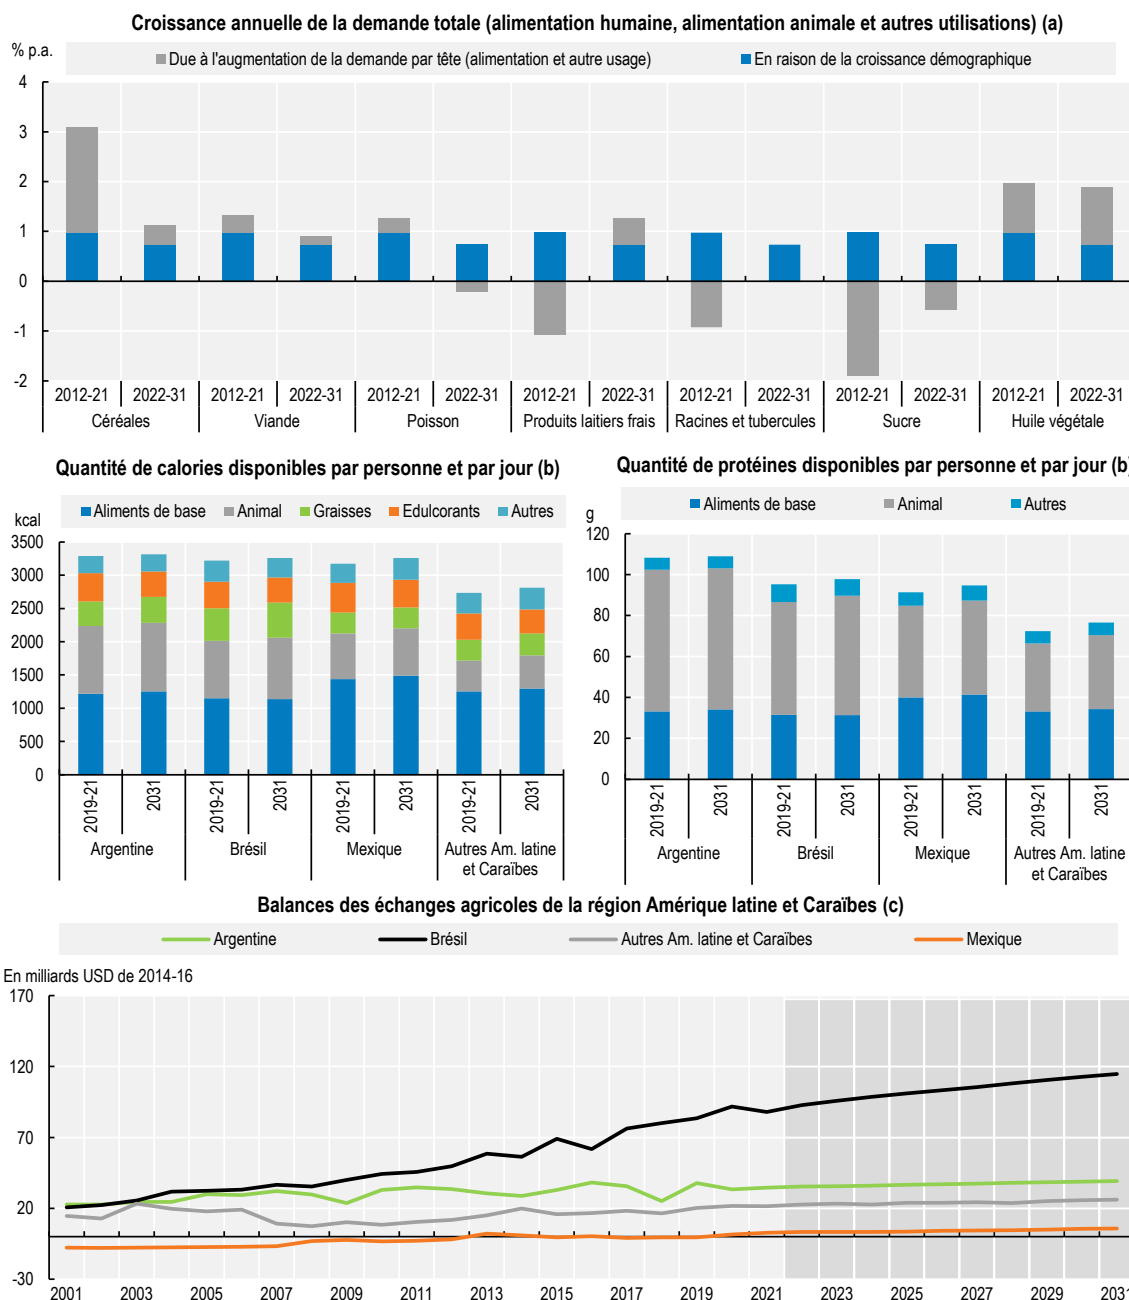 Croissance annuelle de la demande totale (alimentation humaine, alimentation animale et autres utilisations) (a)
% p.a.
Due à l'augmentation de la demande par tête (alimentation et autre usage) En raison de la croissance démographique
4
3
2
1
0
-1
-2
2012-21 2022-31 2012-21 2022-31 2012-21 2022-31 2012-21 2022-31 2012-21 2022-31 2012-21 2022-31 2012-21 2022-31
Céréales Viande Poisson Produits laitiers frais Racines et tubercules Sucre Huile végétale
Quantité de calories disponibles par personne et par jour (b)
kcal
Aliments de base Animal Graisses Edulcorants Autres
3500
3000
2500
2000
1500
1000
500
0
2019-21 2031 2019-21 2031 2019-21 2031 2019-21 2031
Argentine Brésil Mexique Autres Am. latine
et Caraïbes
Quantité de protéines disponibles par personne et par jour (b)
g
Aliments de base Animal Autres
120
100
80
60
40
20
0
2019-21 2031 2019-21 2031 2019-21 2031 2019-21 2031
Argentine Brésil Mexique Autres Am. latine
et Caraïbes
Balances des échanges agricoles de la région Amérique latine et Caraïbes (c)
Argentine Brésil Autres Am. latine et Caraïbes Mexique
En milliards USD de 2014-16
170
120
70
20
-30
2001 2003 2005 2007 2009 2011 2013 2015 2017 2019 2021 2023 2025 2027 2029 2031